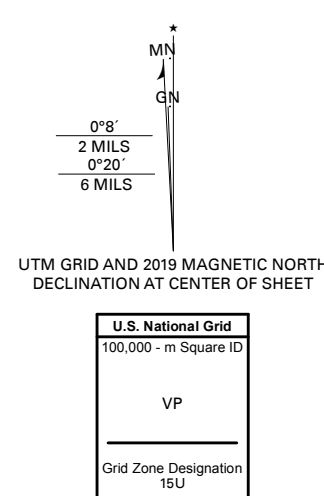 ★
MN
GN
0°8´
2 MILS
0°20´
6 MILS
UTM GRID AND 2019 MAGNETIC NORTH
DECLINATION AT CENTER OF SHEET
U.S. National Grid
100,000 - m Square ID
VP
Grid Zone Designation
15U